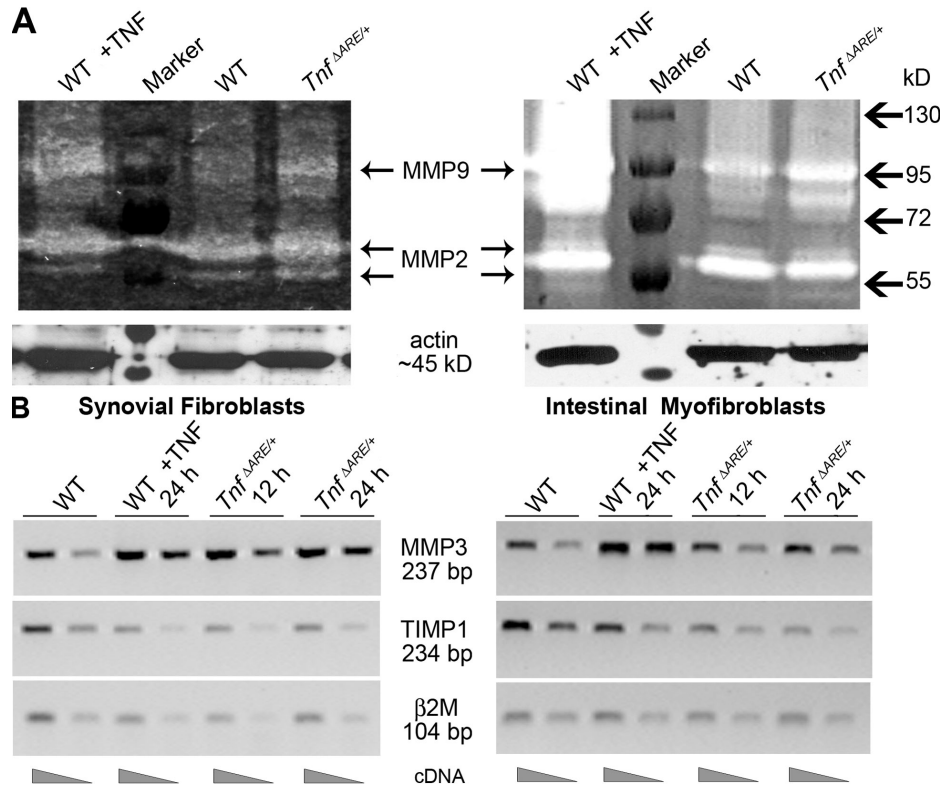 A
WT +TNF
Marker
WT
Tnf ΔARE/+
WT +TNF
Marker
WT
Tnf ΔARE/+
kD
130
MMP9
95
72
MMP2
55
actin
~45 kD
B
Synovial Fibroblasts
Intestinal Myofibroblasts
WT
WT +TNF
24 h
Tnf ΔARE/+
12 h
Tnf ΔARE/+
24 h
WT
WT +TNF
24 h
Tnf ΔARE/+
12 h
Tnf ΔARE/+
24 h
MMP3
237 bp
TIMP1
234 bp
β2M
104 bp
cDNA